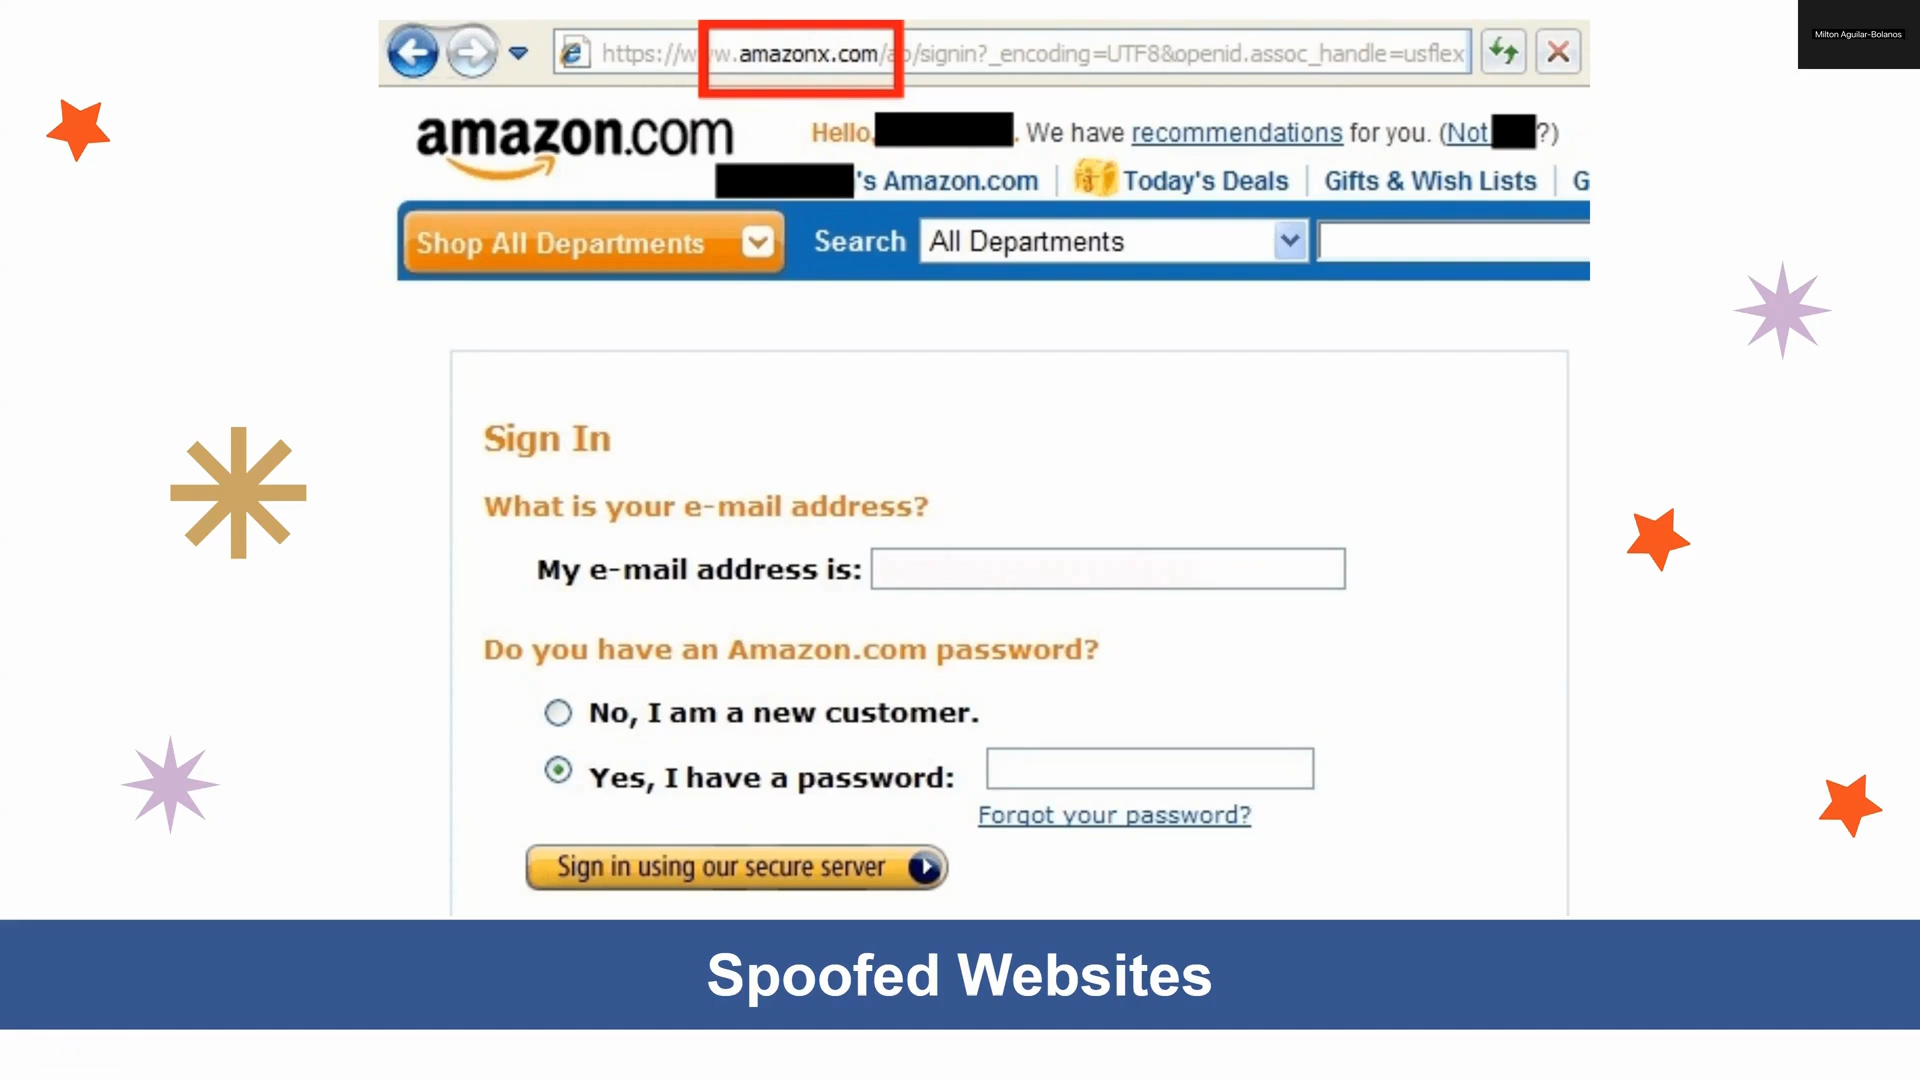 Milton Aguilar-Bolanos
https://www.amazonx.com/ap/signin?_encoding=UTF8&openid.assoc_handle=usflex
amazon.com
Hello, . We have recommendations for you. (Not ?)
's Amazon.com Today's Deals Gifts & Wish Lists G
Shop All Departments Search All Departments
Sign In
What is your e-mail address?
My e-mail address is:
Do you have an Amazon.com password?
No, I am a new customer.
Yes, I have a password:
Forgot your password?
Sign in using our secure server
Spoofed Websites